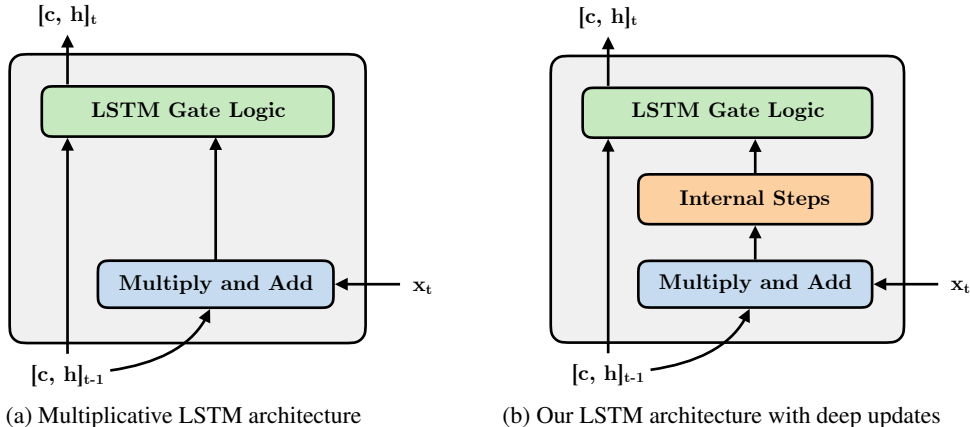 [c, h]t
LSTM Gate Logic
Multiply and Add
xt
[c, h]t-1
(a) Multiplicative LSTM architecture
[c, h]t
LSTM Gate Logic
Internal Steps
Multiply and Add
xt
[c, h]t-1
(b) Our LSTM architecture with deep updates